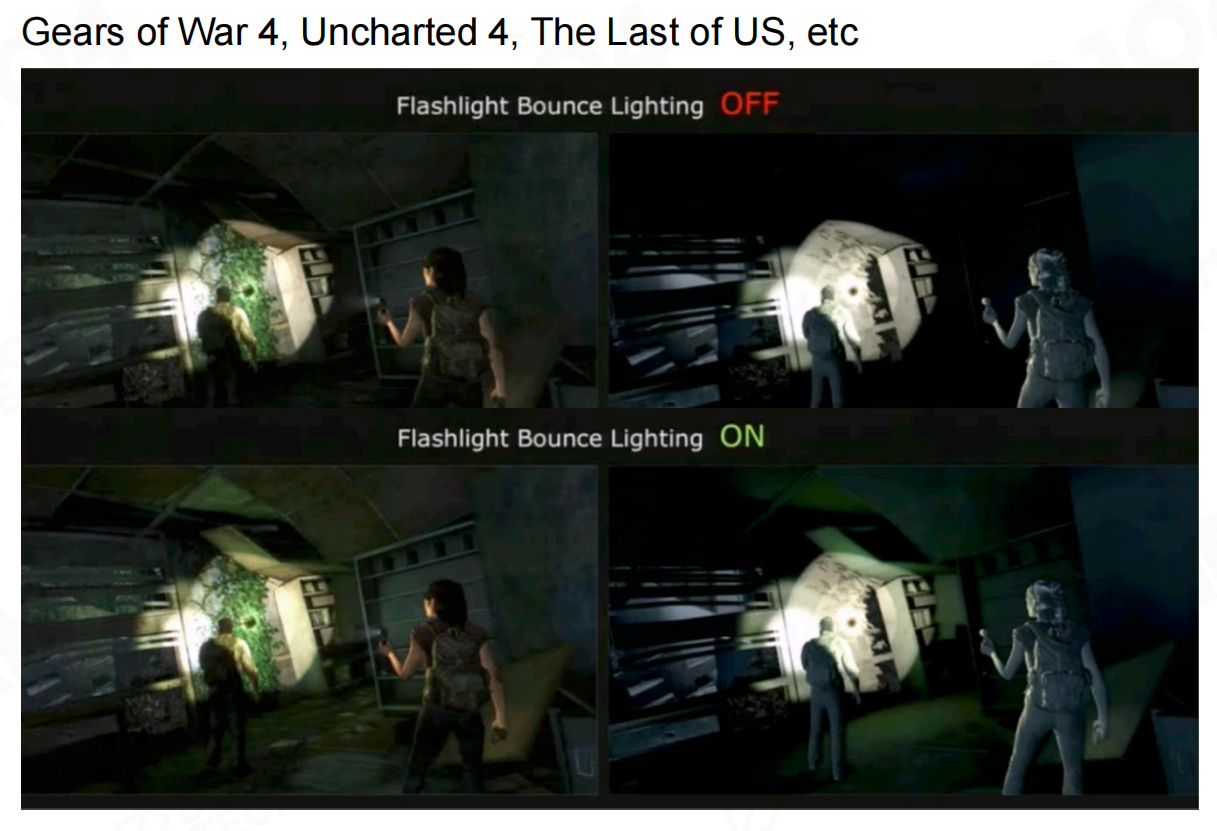 Gears of War 4, Uncharted 4, The Last of US, etc
Flashlight Bounce Lighting OFF
Flashlight Bounce Lighting ON